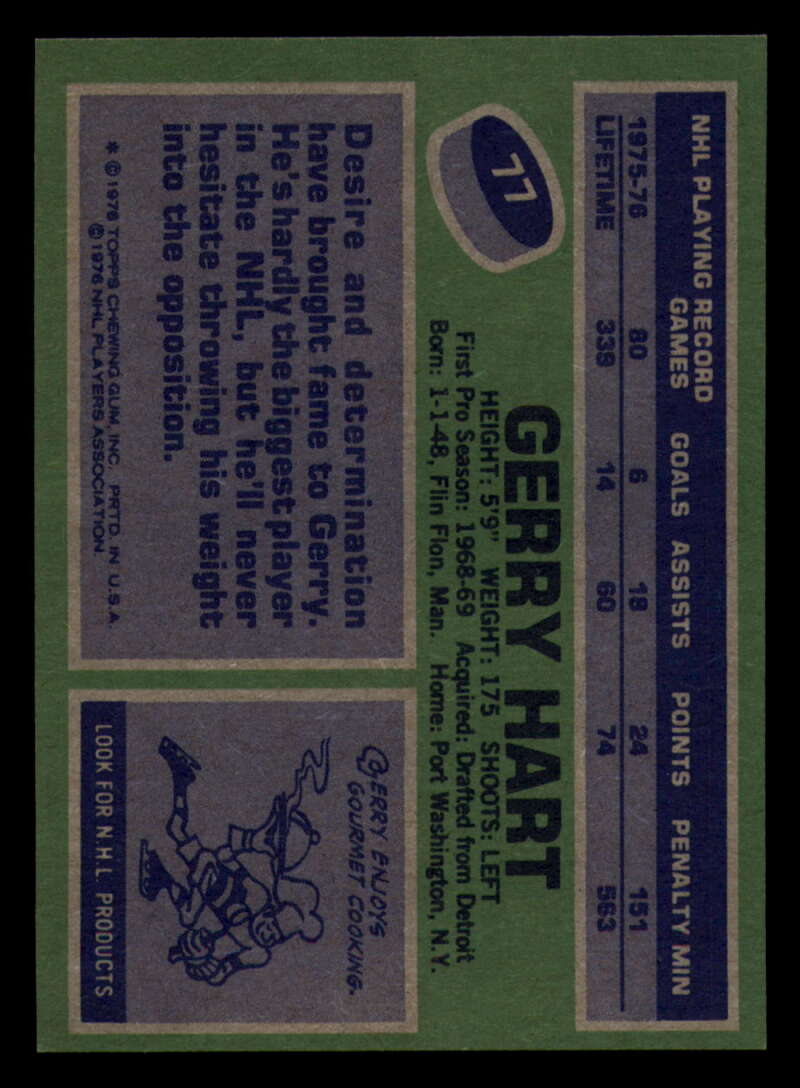 NHL PLAYING RECORD
GAMES GOALS ASSISTS POINTS PENALTY MIN
1975-76 80 6 18 24 151
LIFETIME 339 14 60 74 563
77
GERRY HART
HEIGHT: 5'9" WEIGHT: 175 SHOOTS: LEFT
First Pro Season: 1968-69 Acquired: Drafted from Detroit
Born: 1-1-48, Flin Flon, Man. Home: Port Washington, N.Y.
Desire and determination
have brought fame to Gerry.
He's hardly the biggest player
in the NHL, but he'll never
hesitate throwing his weight
into the opposition.
* © 1976 TOPPS CHEWING GUM, INC. PRTD. IN U.S.A.
© 1976 NHL PLAYERS ASSOCIATION.
GERRY ENJOYS
GOURMET COOKING.
LOOK FOR N.H.L PRODUCTS